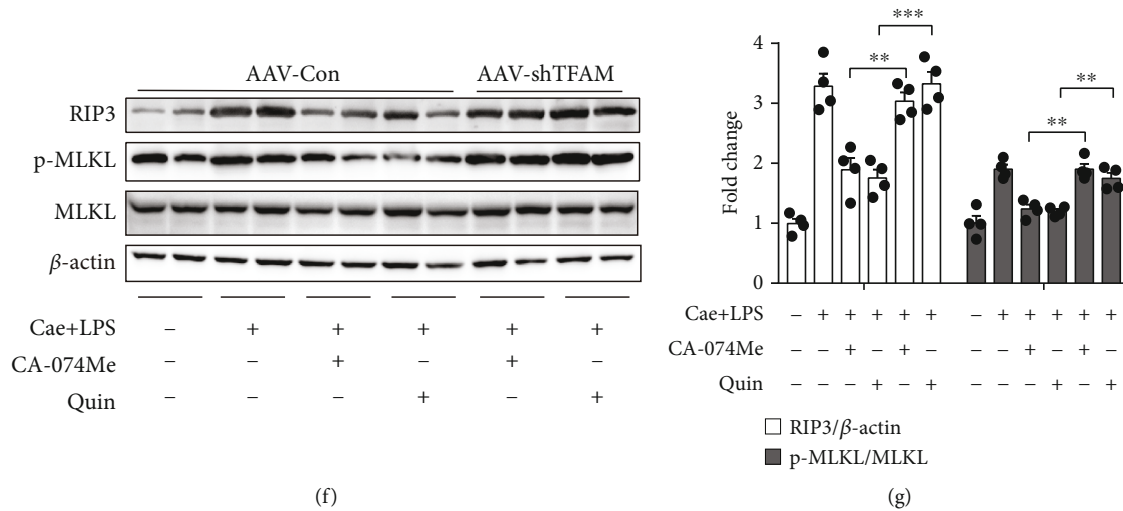 AAV-Con AAV-shTFAM
RIP3
p-MLKL
MLKL
β-actin
Cae+LPS – + + + + +
CA-074Me – – + – + –
Quin – – – + – +
(f)
Fold change
4
3
2
1
0
** *** ** **
Cae+LPS – + + + + + – + + + + +
CA-074Me – – + – + – – – + – + –
Quin – – – + – + – – – + – +
RIP3/β-actin
p-MLKL/MLKL
(g)